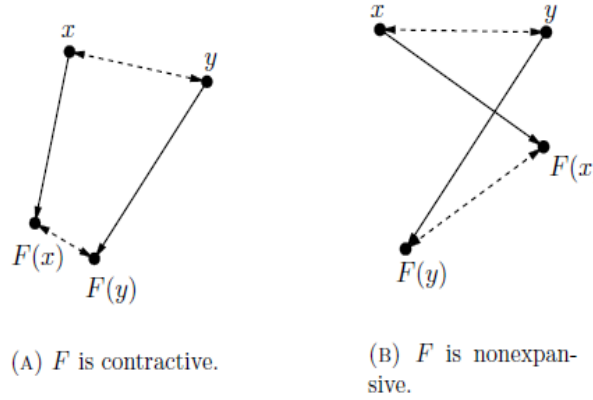 x
y
F(x)
F(y)
(A) F is contractive.
x
y
F(x
F(y)
(B) F is nonexpan-
sive.